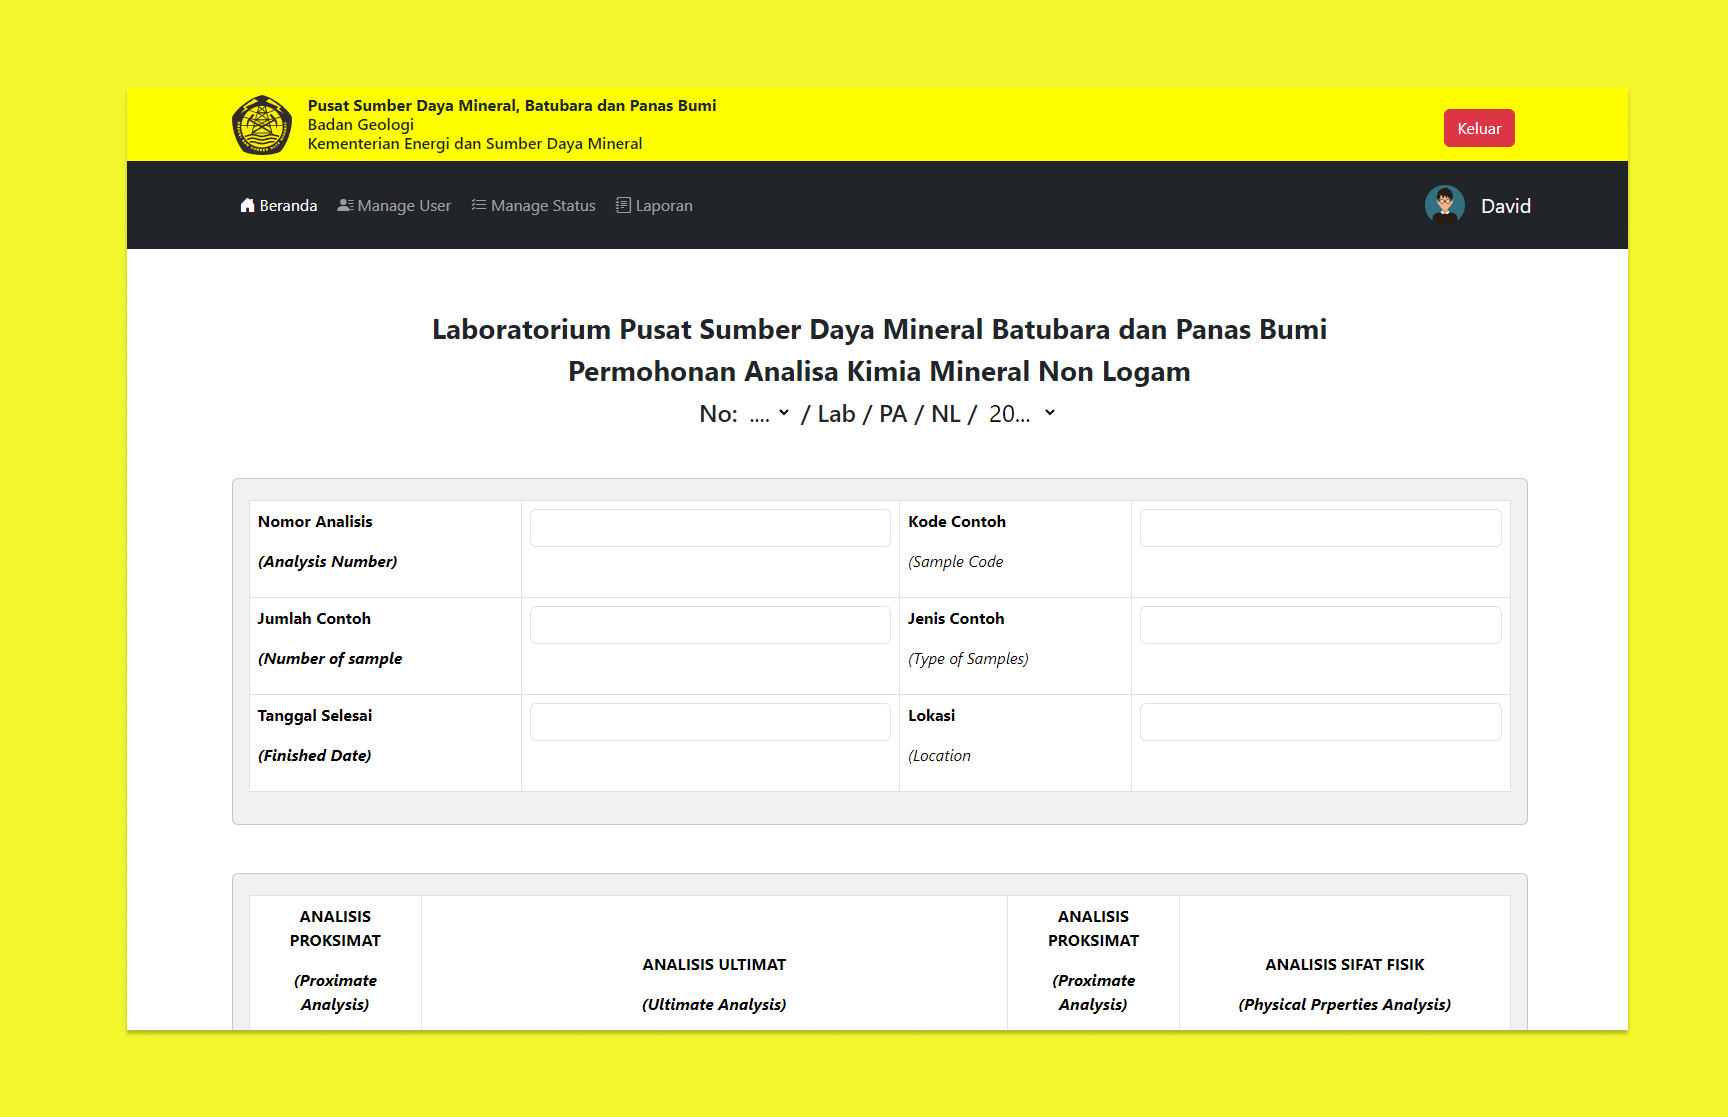 Pusat Sumber Daya Mineral, Batubara dan Panas Bumi
Badan Geologi
Kementerian Energi dan Sumber Daya Mineral
Keluar
Beranda Manage User Manage Status Laporan David
Laboratorium Pusat Sumber Daya Mineral Batubara dan Panas Bumi
Permohonan Analisa Kimia Mineral Non Logam
No: .... / Lab / PA / NL / 20...
Nomor Analisis
(Analysis Number)
Kode Contoh
(Sample Code
Jumlah Contoh
(Number of sample
Jenis Contoh
(Type of Samples)
Tanggal Selesai
(Finished Date)
Lokasi
(Location
ANALISIS
PROKSIMAT
(Proximate
Analysis)
ANALISIS ULTIMAT
(Ultimate Analysis)
ANALISIS
PROKSIMAT
(Proximate
Analysis)
ANALISIS SIFAT FISIK
(Physical Prperties Analysis)